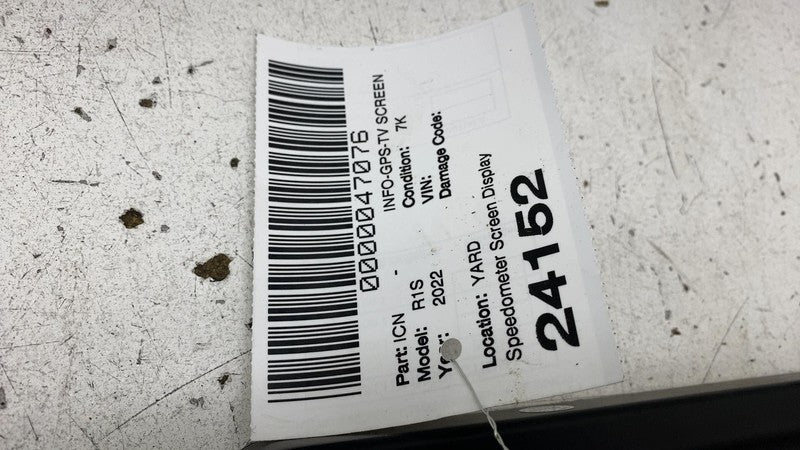 0000047076
Part: ICN - INFO-GPS-TV SCREEN
Model: R1S Condition: 7K
Year: 2022 VIN:
Damage Code:
Location: YARD
Speedometer Screen Display
24152